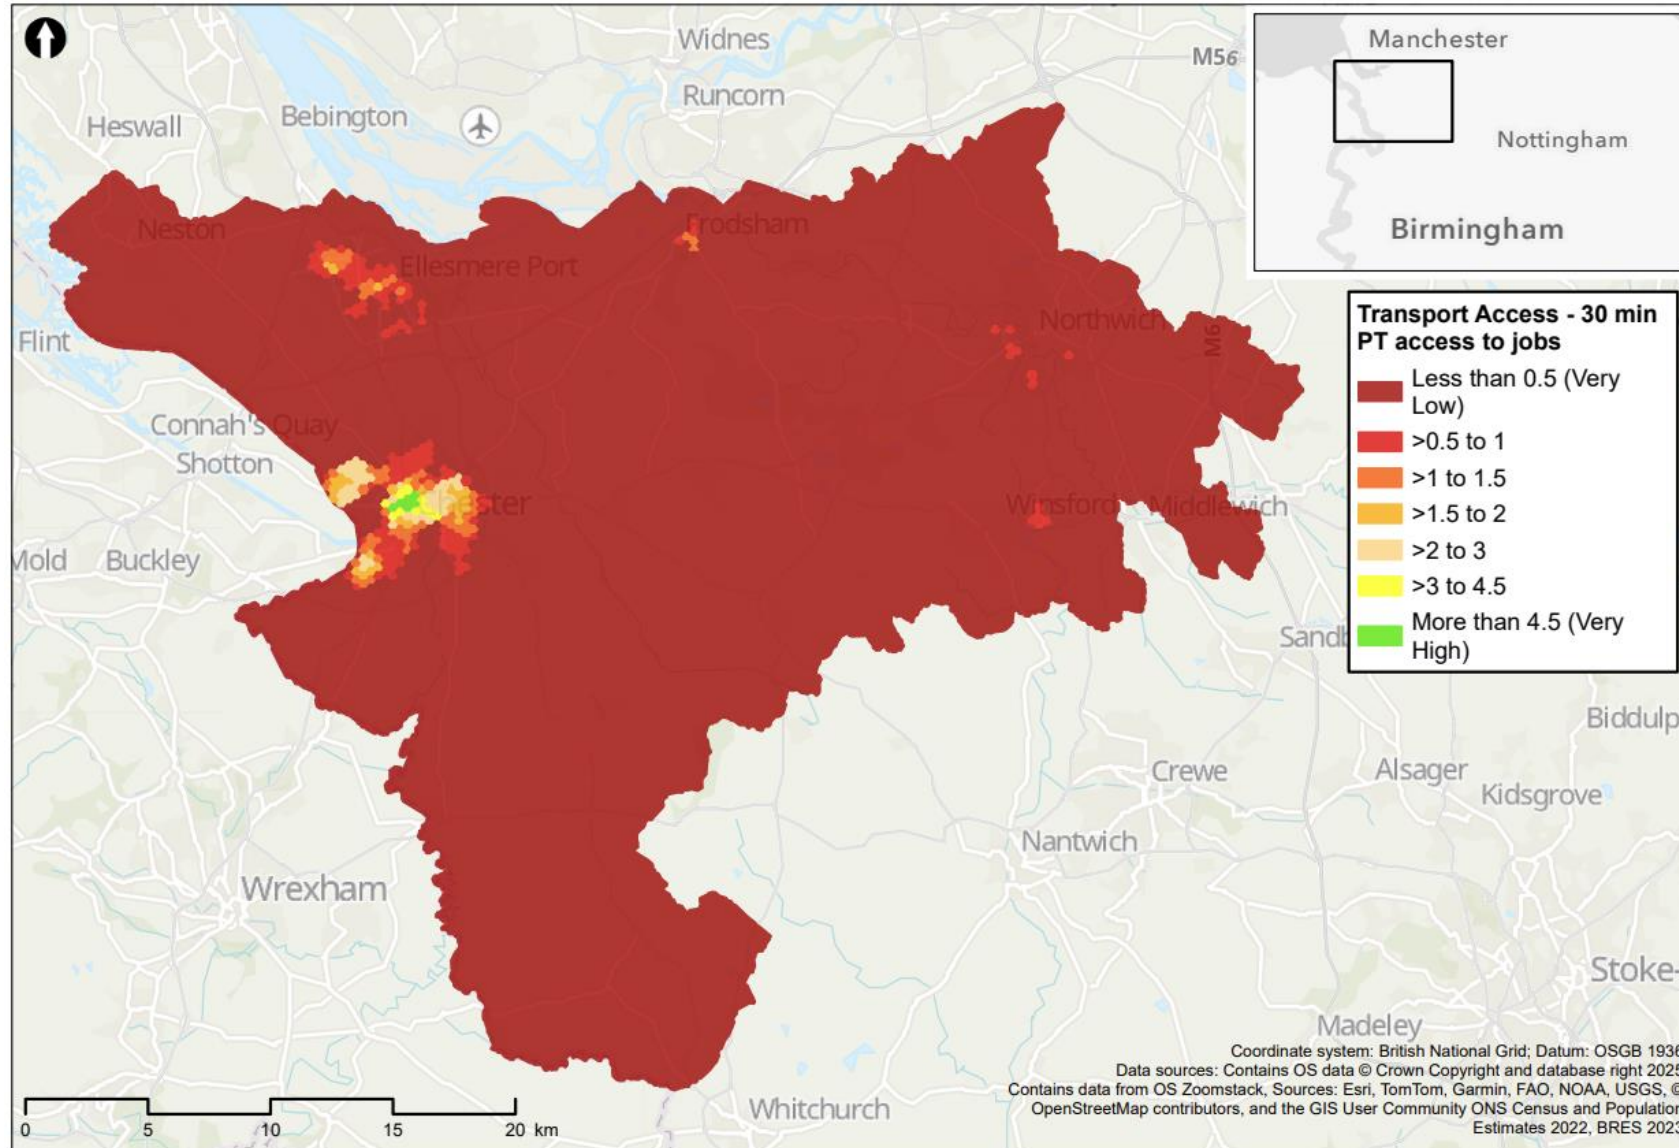 Widnes
M56
Runcorn
Bebington
Heswall
Manchester
Nottingham
Birmingham
Neston
Frodsham
Ellesmere Port
Northwich
M6
Flint
Connah's Quay
Shotton
Chester
Winsford
Middlewich
Mold
Buckley
Transport Access - 30 min
PT access to jobs
Less than 0.5 (Very
Low)
>0.5 to 1
>1 to 1.5
>1.5 to 2
>2 to 3
>3 to 4.5
More than 4.5 (Very
High)
Sandb
Biddulp
Crewe
Alsager
Kidsgrove
Nantwich
Wrexham
Stoke-
Madeley
Whitchurch
0 5 10 15 20 km
Coordinate system: British National Grid; Datum: OSGB 1936
Data sources: Contains OS data © Crown Copyright and database right 2025
Contains data from OS Zoomstack, Sources: Esri, TomTom, Garmin, FAO, NOAA, USGS, ©
OpenStreetMap contributors, and the GIS User Community ONS Census and Population
Estimates 2022, BRES 2023